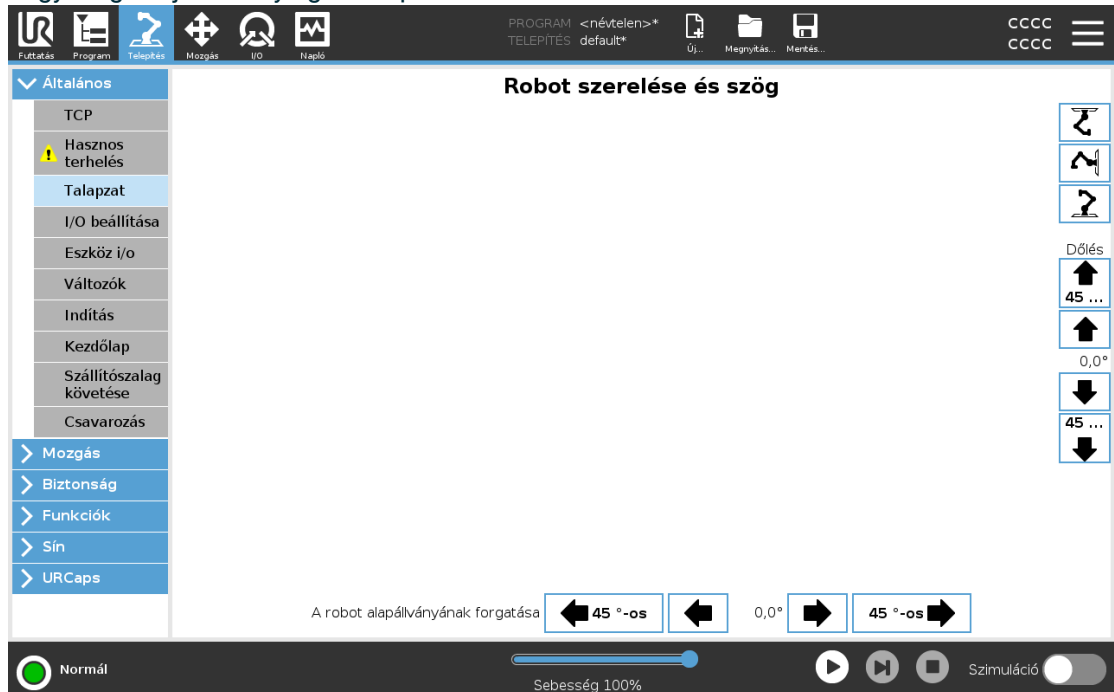 PROGRAM <névtelen>*
TELEPÍTÉS default*
Új... Megnyitás... Mentés...
cccc
cccc
Futtatás Program Telepítés Mozgás I/O Napló
Általános
TCP
Hasznos
terhelés
Talapzat
I/O beállítása
Eszköz i/o
Változók
Indítás
Kezdőlap
Szállítószalag
követése
Csavarozás
Mozgás
Biztonság
Funkciók
Sín
URCaps
Robot szerelése és szög
Dőlés
45 ...
0,0°
45 ...
A robot alapállványának forgatása 45 °-os 0,0° 45 °-os
Normál
Sebesség 100%
Szimuláció